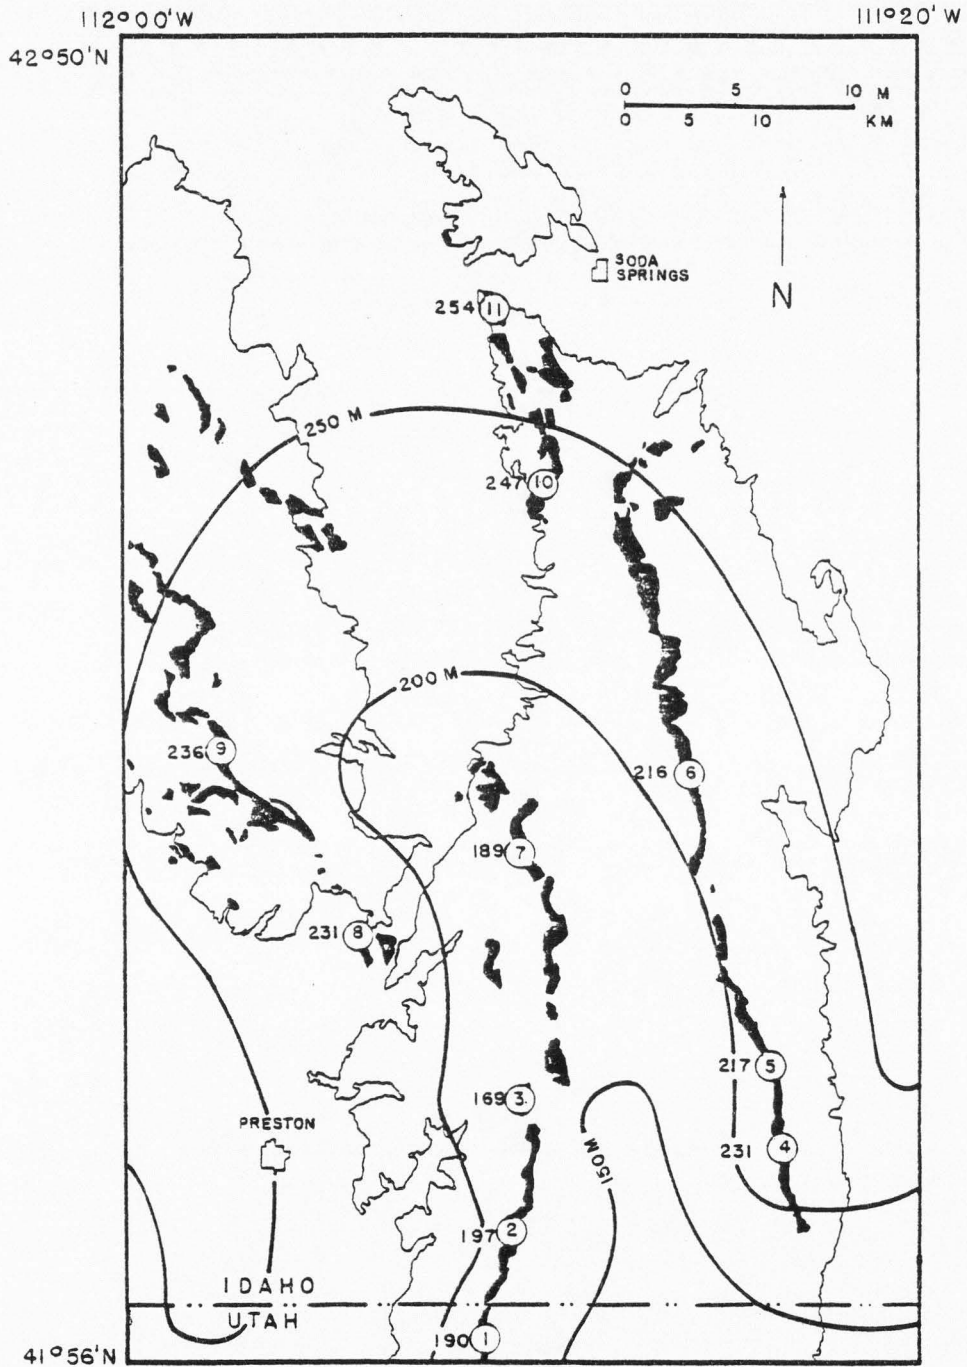 112°00'W
111°20'W
42°50'N
0 5 10 M
0 5 10 KM
SODA
SPRINGS
N
254 11
250 M
247 10
200 M
236 9
216 6
189 7
231 8
217 5
169 3
PRESTON
231 4
150M
197 2
IDAHO
UTAH
190 1
41°56'N